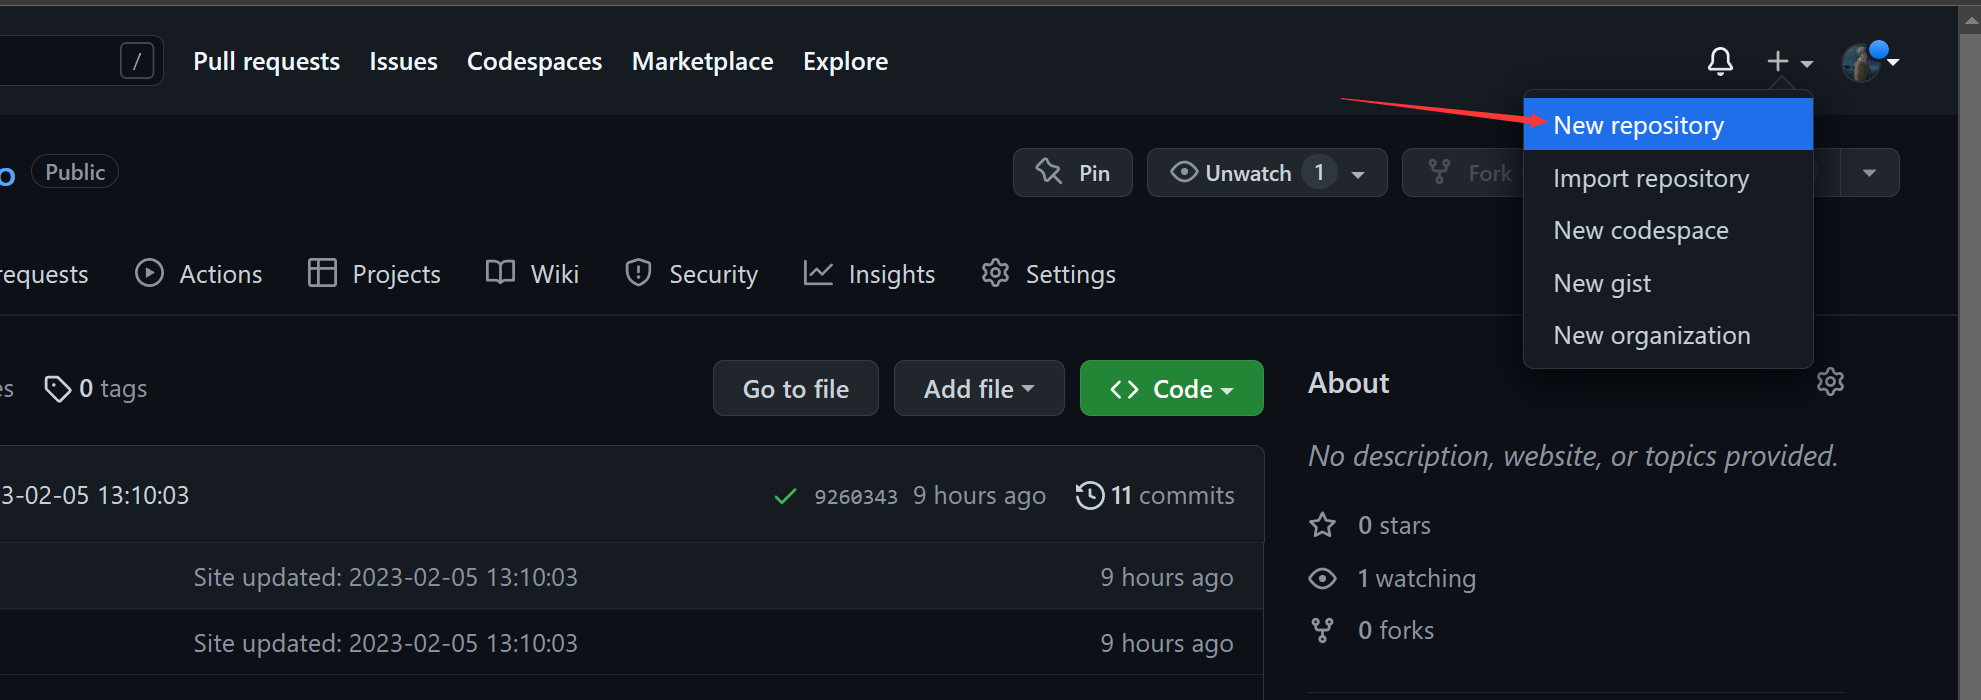 / Pull requests Issues Codespaces Marketplace Explore
New repository
Import repository
New codespace
New gist
New organization
o Public Pin Unwatch 1 Fork
requests Actions Projects Wiki Security Insights Settings
es 0 tags Go to file Add file <> Code
About
No description, website, or topics provided.
0 stars
1 watching
0 forks
3-02-05 13:10:03 9260343 9 hours ago 11 commits
Site updated: 2023-02-05 13:10:03 9 hours ago
Site updated: 2023-02-05 13:10:03 9 hours ago